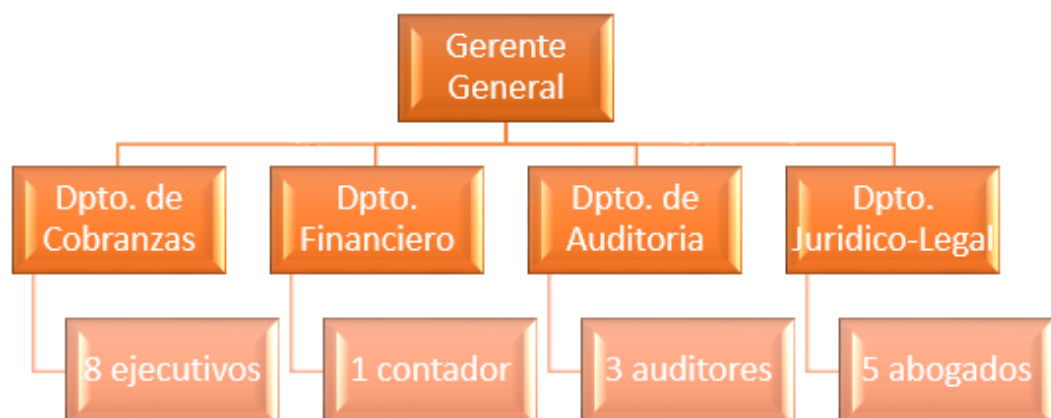 Gerente
General
Dpto. de
Cobranzas
Dpto.
Financiero
Dpto. de
Auditoria
Dpto.
Juridico-Legal
8 ejecutivos
1 contador
3 auditores
5 abogados